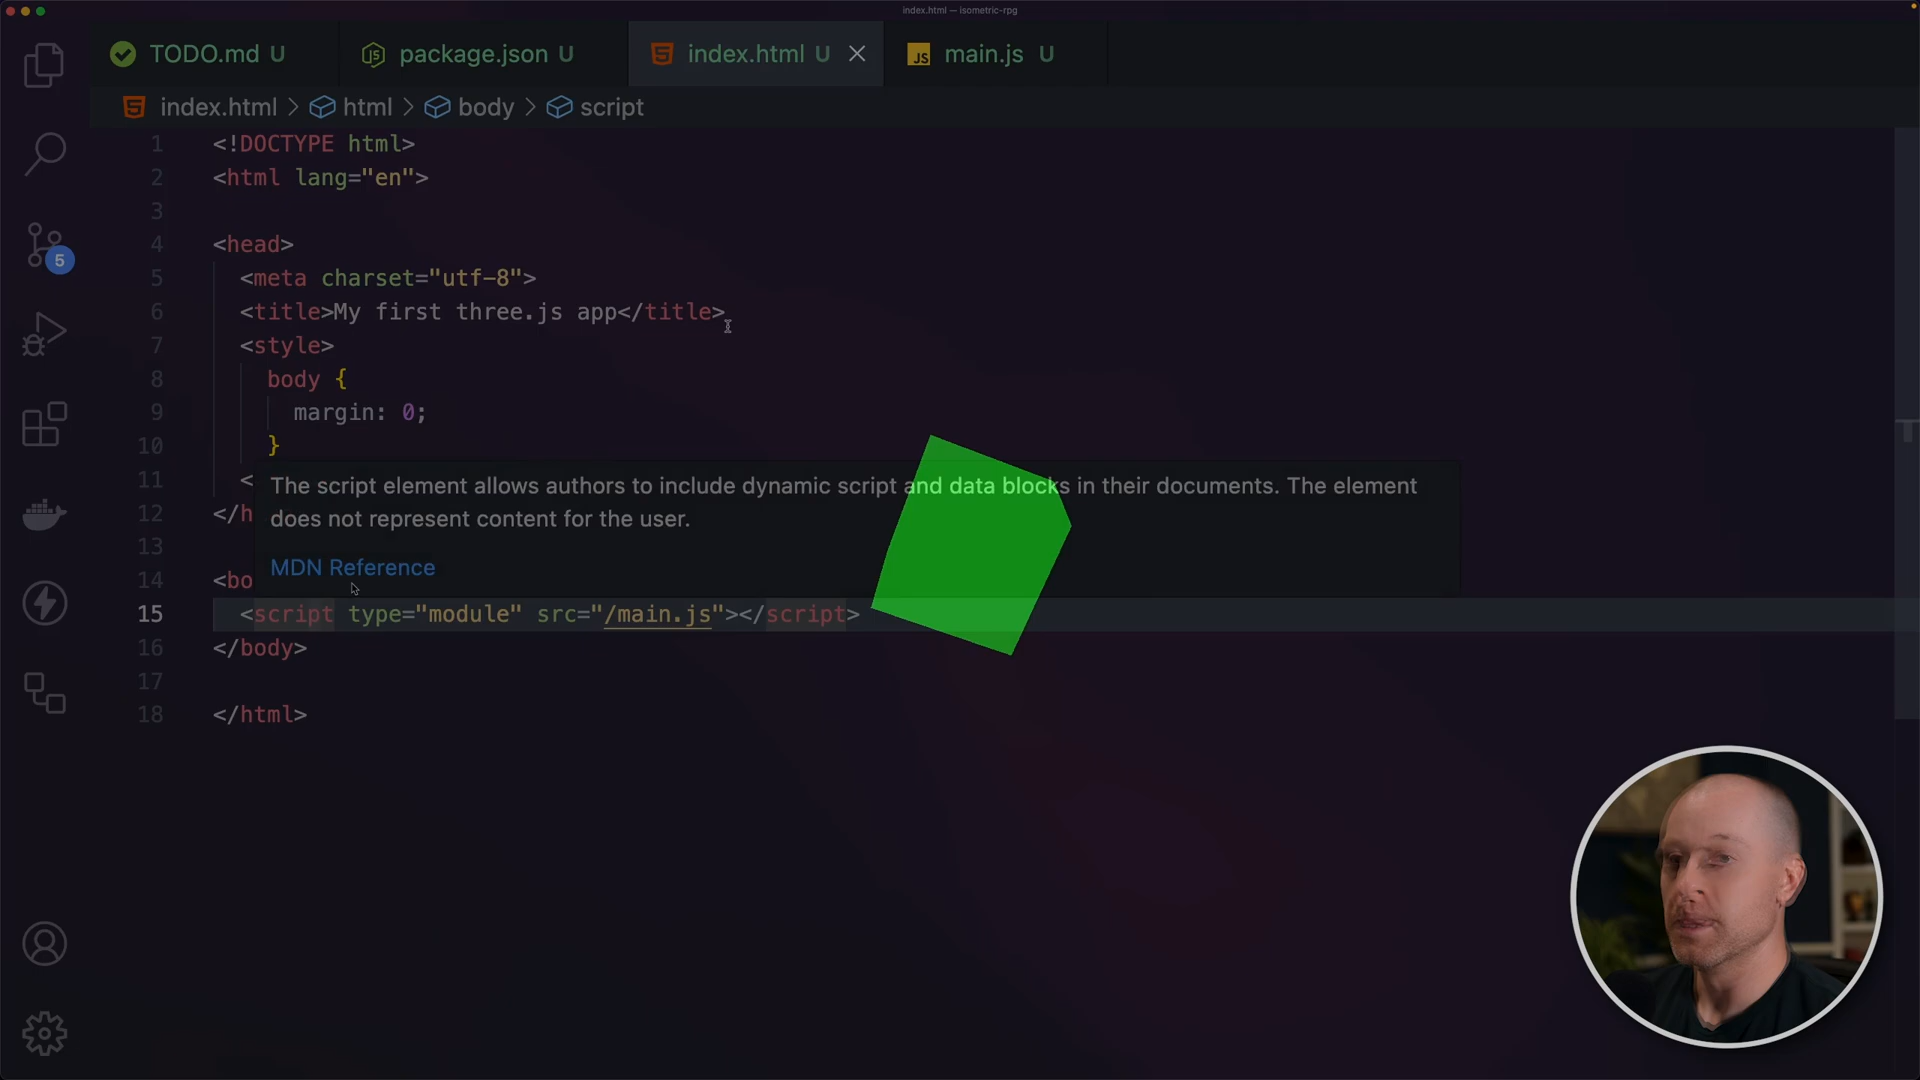 index.html — isometric-rpg
TODO.md U
package.json U
index.html U
JS main.js U
index.html > html > body > script
1 <!DOCTYPE html>
2 <html lang="en">
3
4 <head>
5 <meta charset="utf-8">
6 <title>My first three.js app</title>
7 <style>
8 body {
9 margin: 0;
10 }
11 <
12 </h
13
14 <bo
The script element allows authors to include dynamic script and data blocks in their documents. The element
does not represent content for the user.
MDN Reference
15 <script type="module" src="/main.js"></script>
16 </body>
17
18 </html>
5